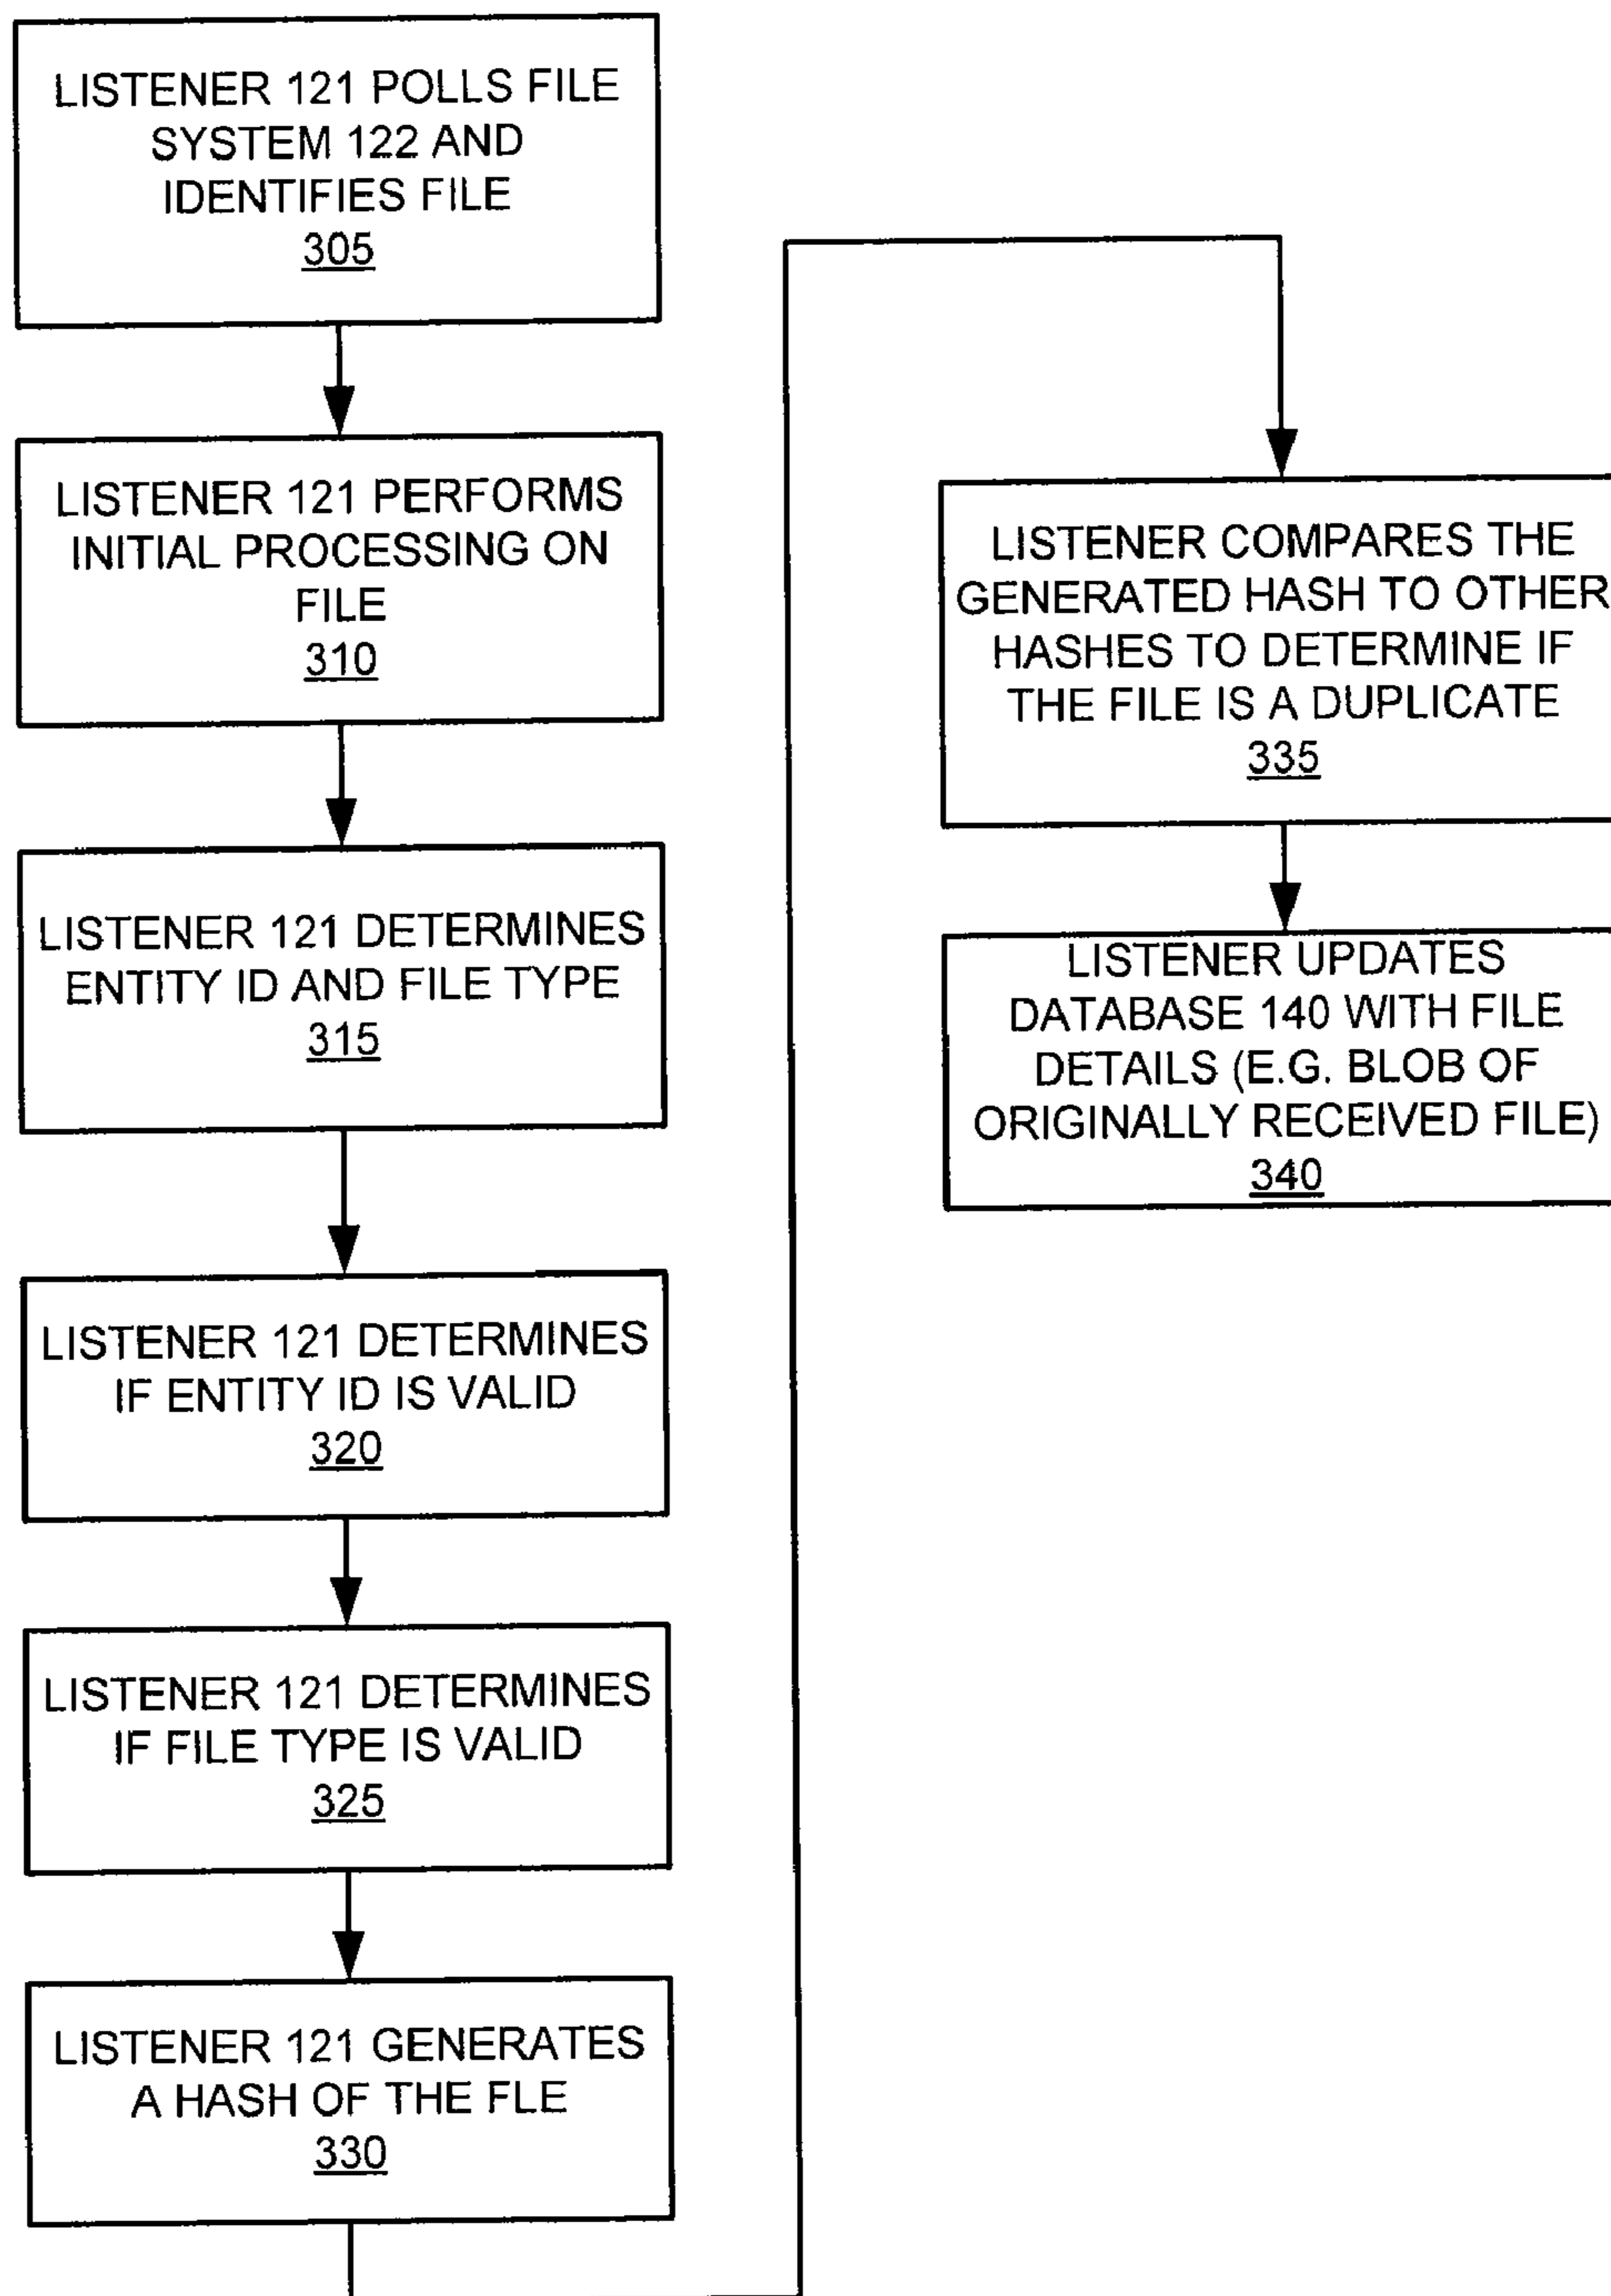 LISTENER 121 POLLS FILE
SYSTEM 122 AND
IDENTIFIES FILE
305
LISTENER 121 PERFORMS
INITIAL PROCESSING ON
FILE
310
LISTENER 121 DETERMINES
ENTITY ID AND FILE TYPE
315
LISTENER 121 DETERMINES
IF ENTITY ID IS VALID
320
LISTENER 121 DETERMINES
IF FILE TYPE IS VALID
325
LISTENER 121 GENERATES
A HASH OF THE FLE
330
LISTENER COMPARES THE
GENERATED HASH TO OTHER
HASHES TO DETERMINE IF
THE FILE IS A DUPLICATE
335
LISTENER UPDATES
DATABASE 140 WITH FILE
DETAILS (E.G. BLOB OF
ORIGINALLY RECEIVED FILE)
340